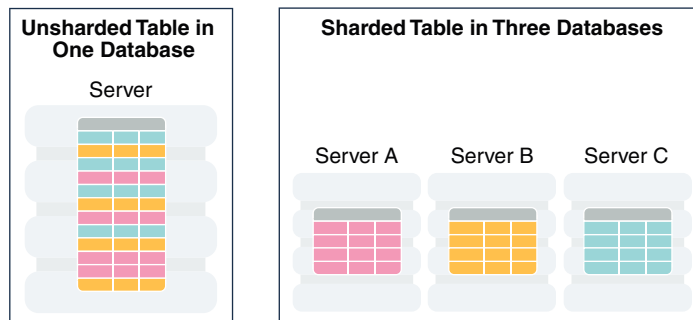 Unsharded Table in
One Database
Server
Sharded Table in Three Databases
Server A
Server B
Server C